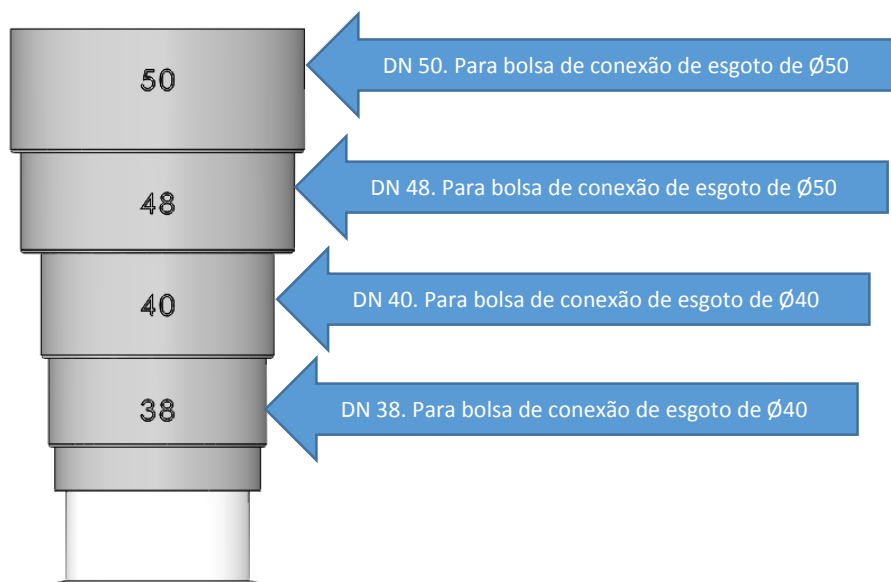 50
DN 50. Para bolsa de conexão de esgoto de Ø50
48
DN 48. Para bolsa de conexão de esgoto de Ø50
40
DN 40. Para bolsa de conexão de esgoto de Ø40
38
DN 38. Para bolsa de conexão de esgoto de Ø40